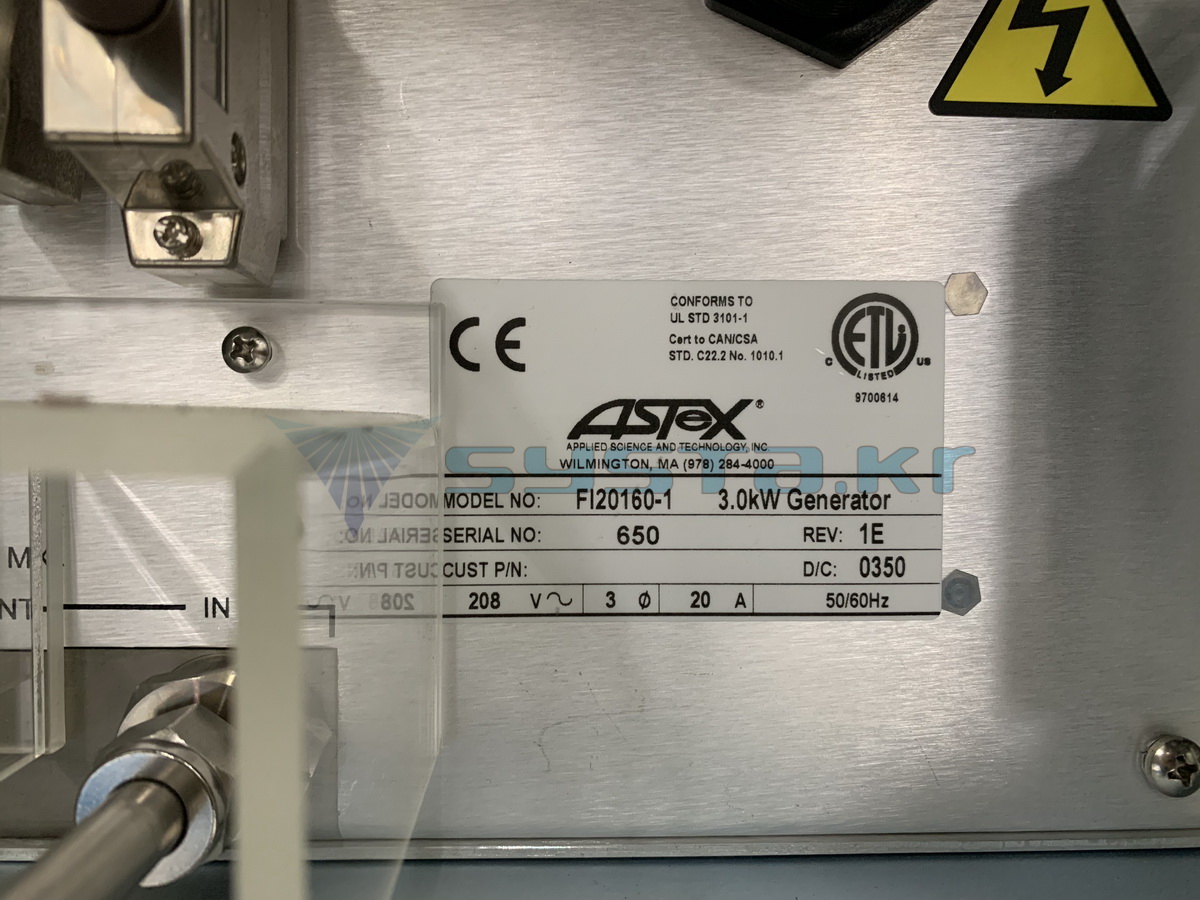 CE
CONFORMS TO
UL STD 3101-1
Cert to CAN/CSA
STD. C22.2 No. 1010.1
ETL
C US
LISTED
9700614
ASTeX®
APPLIED SCIENCE AND TECHNOLOGY, INC.
WILMINGTON, MA (978) 284-4000
systa.kr
MODEL NO: FI20160-1 3.0kW Generator
SERIAL NO: 650 REV: 1E
CUST P/N: D/C: 0350
208 V 3 Ø 20 A 50/60Hz
IN